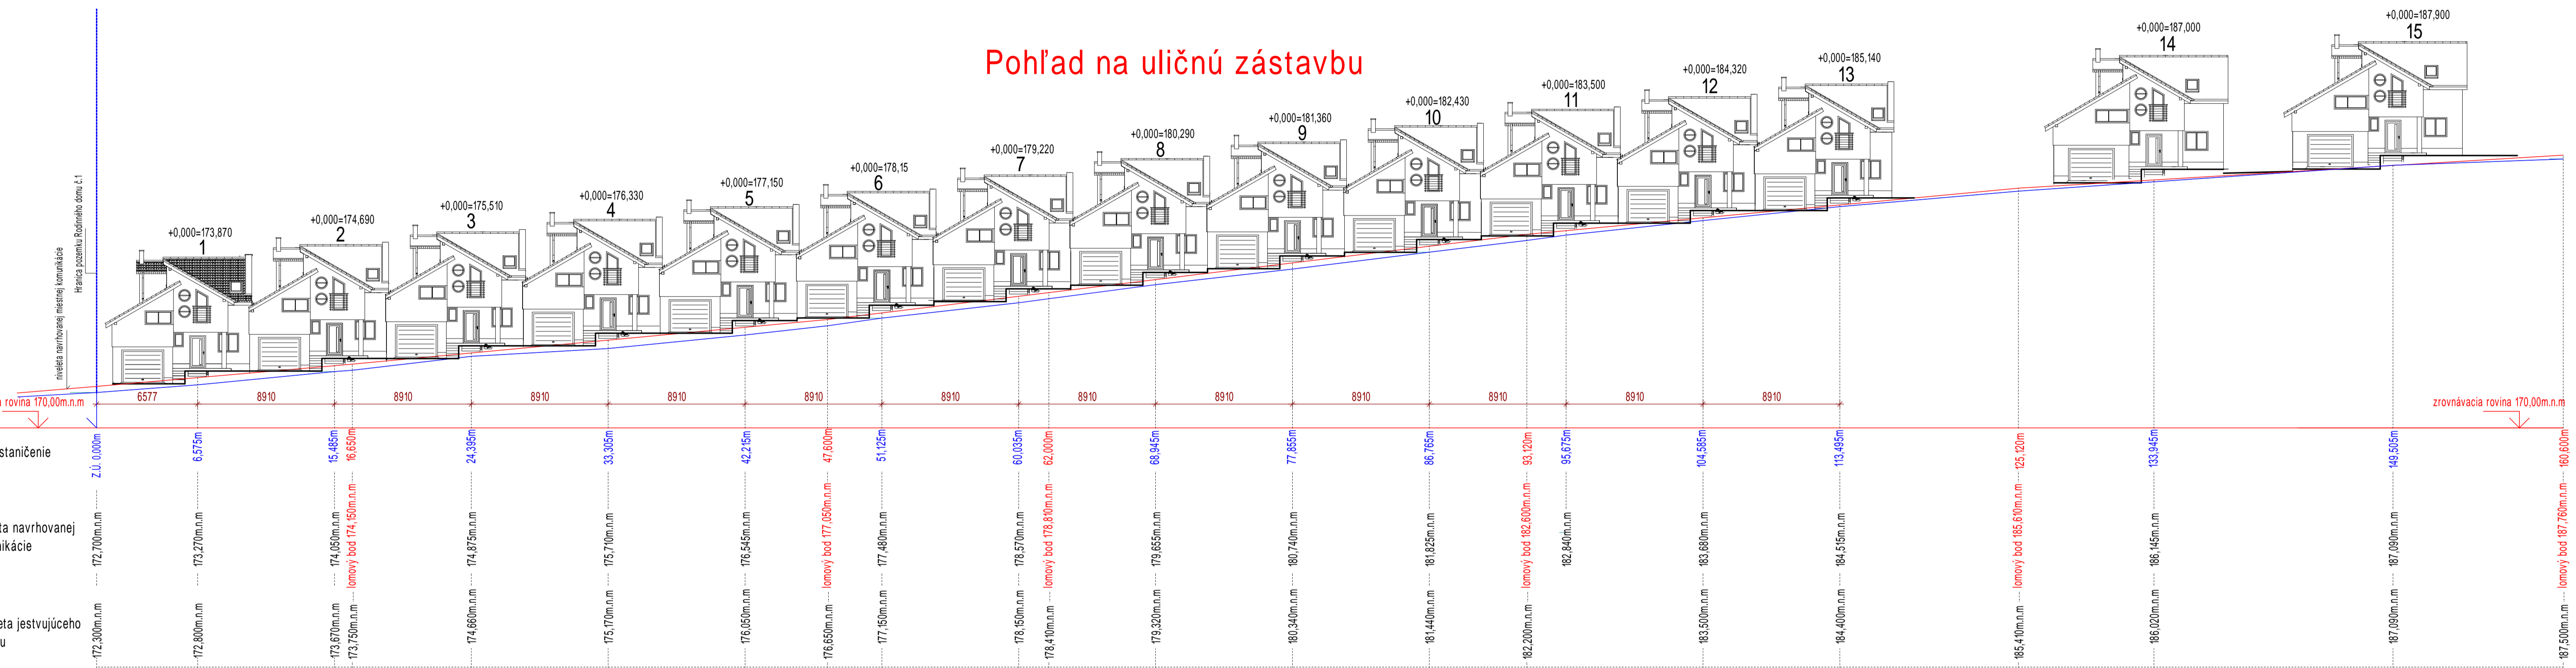 Pohľad na uličnú zástavbu
+0,000=173,870
1
+0,000=174,690
2
+0,000=175,510
3
+0,000=176,330
4
+0,000=177,150
5
+0,000=178,15
6
+0,000=179,220
7
+0,000=180,290
8
+0,000=181,360
9
+0,000=182,430
10
+0,000=183,500
11
+0,000=184,320
12
+0,000=185,140
13
+0,000=187,000
14
+0,000=187,900
15
niveleta navrhovanej miestnej komunikácie
Hranica pozemku Rodinného domu č.1
6577
8910
8910
8910
8910
8910
8910
8910
8910
8910
8910
8910
8910
rovina 170,00m.n.m
zrovnávacia rovina 170,00m.n.m
staničenie
Z.Ú. 0,000m
6,575m
15,485m
16,650m
24,395m
33,305m
42,215m
47,600m
51,125m
60,035m
62,000m
68,945m
77,855m
86,765m
93,120m
95,675m
104,585m
113,495m
125,120m
133,945m
149,505m
160,600m
ta navrhovanej
nikácie
172,700m.n.m
173,270m.n.m
174,050m.n.m
lomový bod 174,150m.n.m
174,875m.n.m
175,710m.n.m
176,545m.n.m
lomový bod 177,050m.n.m
177,480m.n.m
178,570m.n.m
lomový bod 178,810m.n.m
179,655m.n.m
180,740m.n.m
181,825m.n.m
lomový bod 182,600m.n.m
182,840m.n.m
183,680m.n.m
184,515m.n.m
lomový bod 185,610m.n.m
186,145m.n.m
187,090m.n.m
lomový bod 187,760m.n.m
eta jestvujúceho
u
172,300m.n.m
172,800m.n.m
173,670m.n.m
173,750m.n.m
174,660m.n.m
175,170m.n.m
176,050m.n.m
176,650m.n.m
177,150m.n.m
178,150m.n.m
178,410m.n.m
179,320m.n.m
180,340m.n.m
181,440m.n.m
182,200m.n.m
183,500m.n.m
184,400m.n.m
185,410m.n.m
186,020m.n.m
187,090m.n.m
187,500m.n.m